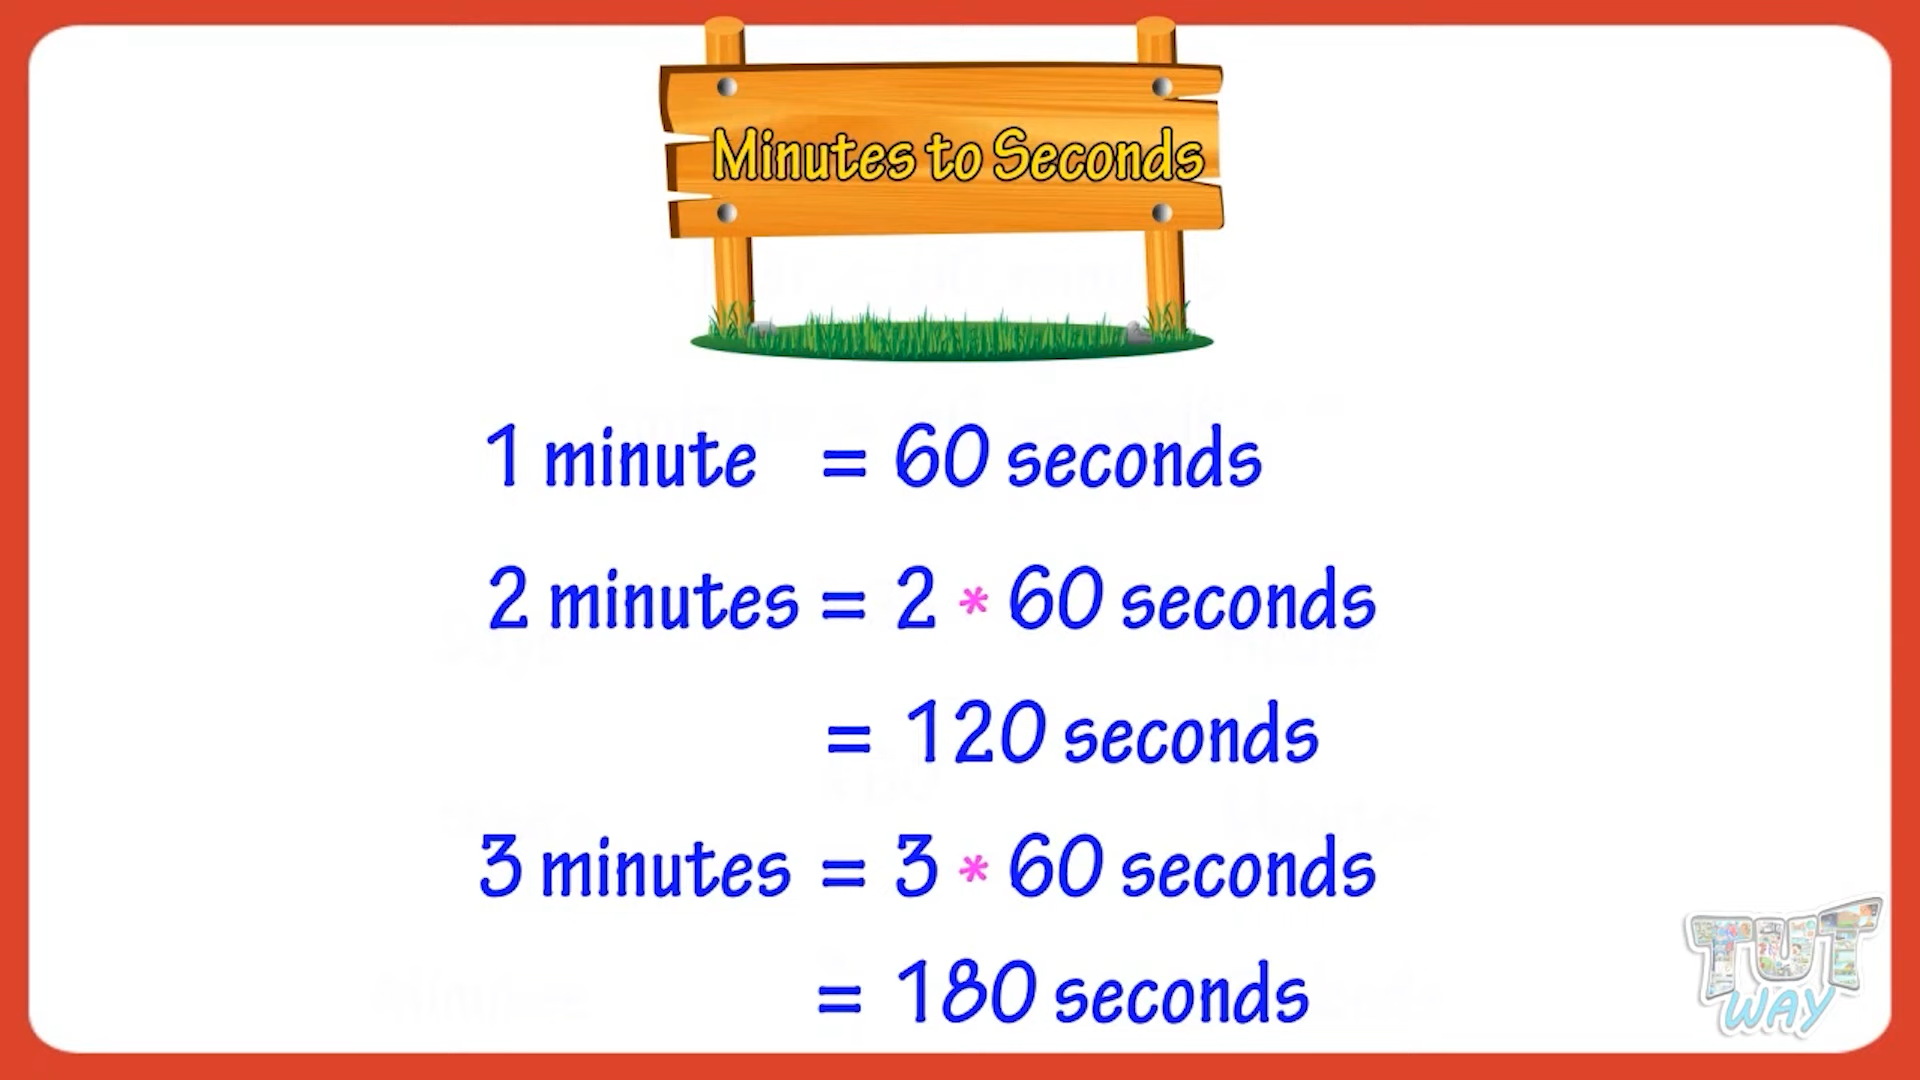 Minutes to Seconds
1 minute = 60 seconds
2 minutes = 2 * 60 seconds
= 120 seconds
3 minutes = 3 * 60 seconds
= 180 seconds
TUT
WAY